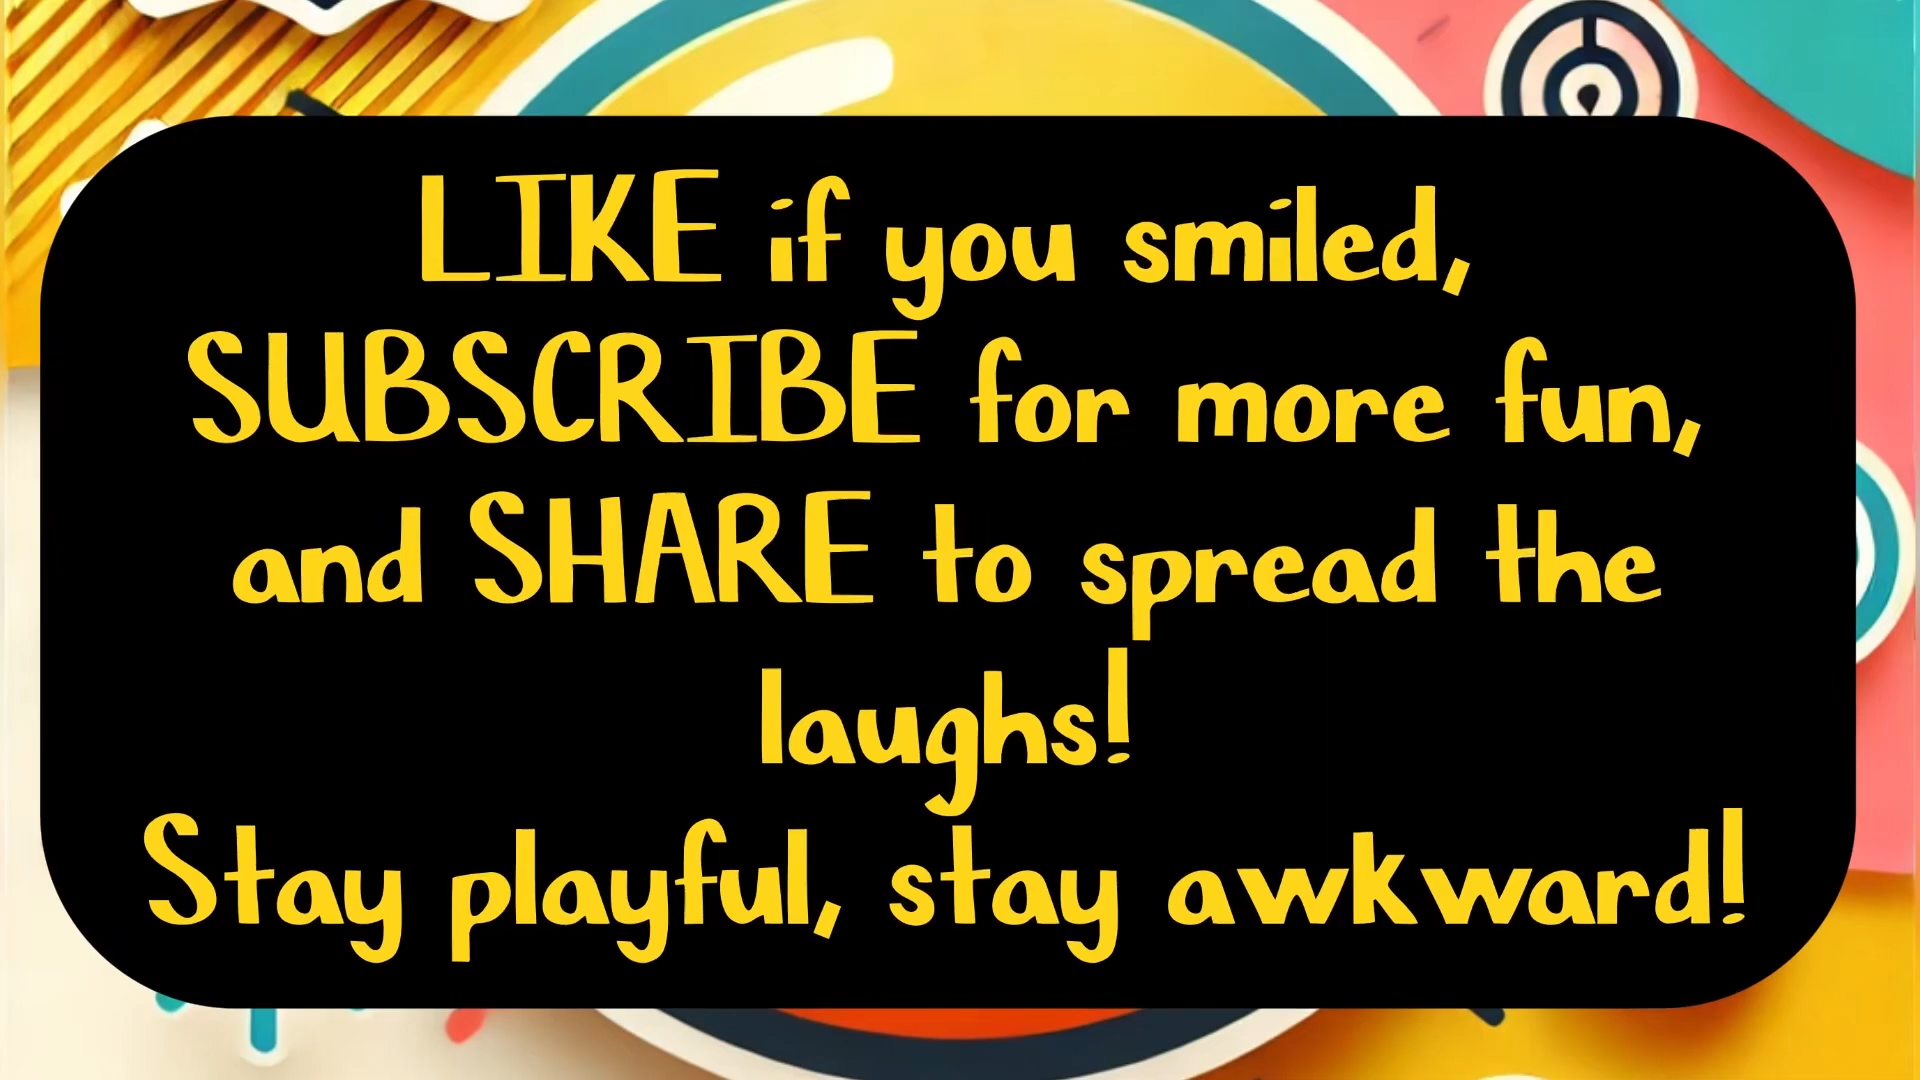 LIKE if you smiled,
SUBSCRIBE for more fun,
and SHARE to spread the
laughs!
Stay playful, stay awkward!